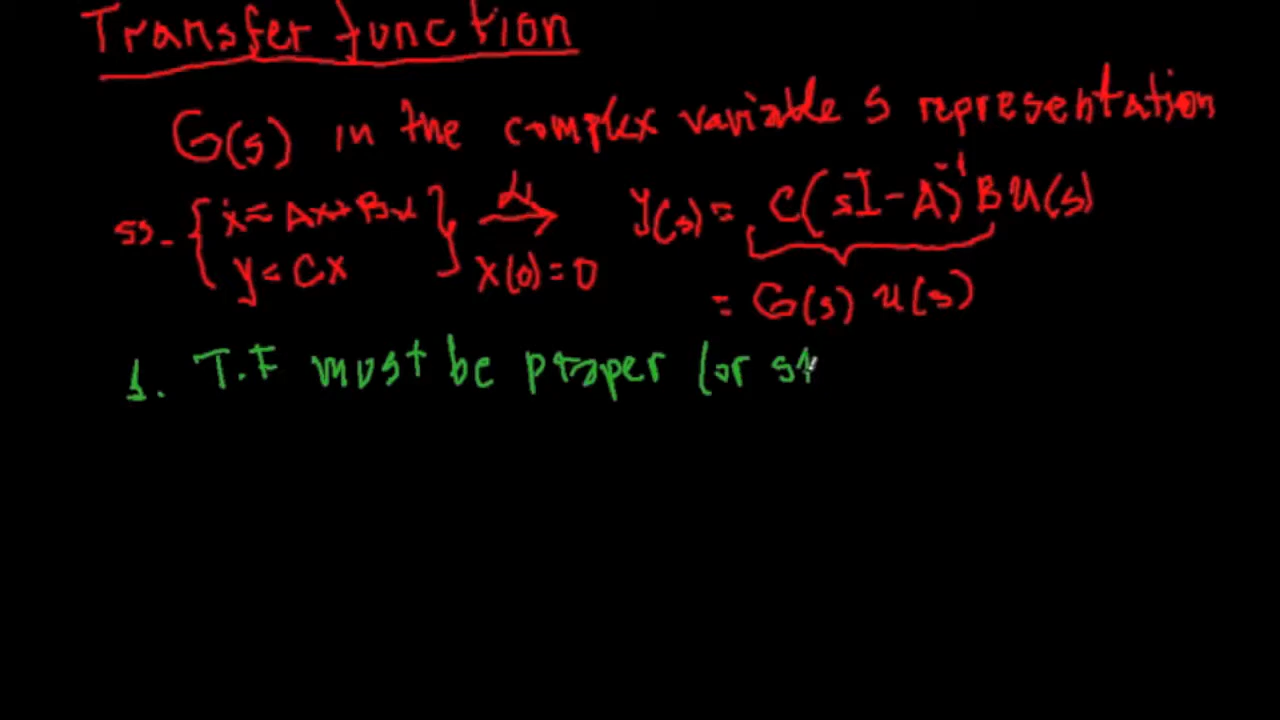 Transfer function
G(s) in the complex variable s representation
ss. { ẋ = Ax + Bu } ℒ Y(s) = C(sI - A)⁻¹ B U(s)
y = Cx x(0) = 0 = G(s) u(s)
1. T.F must be proper (or st